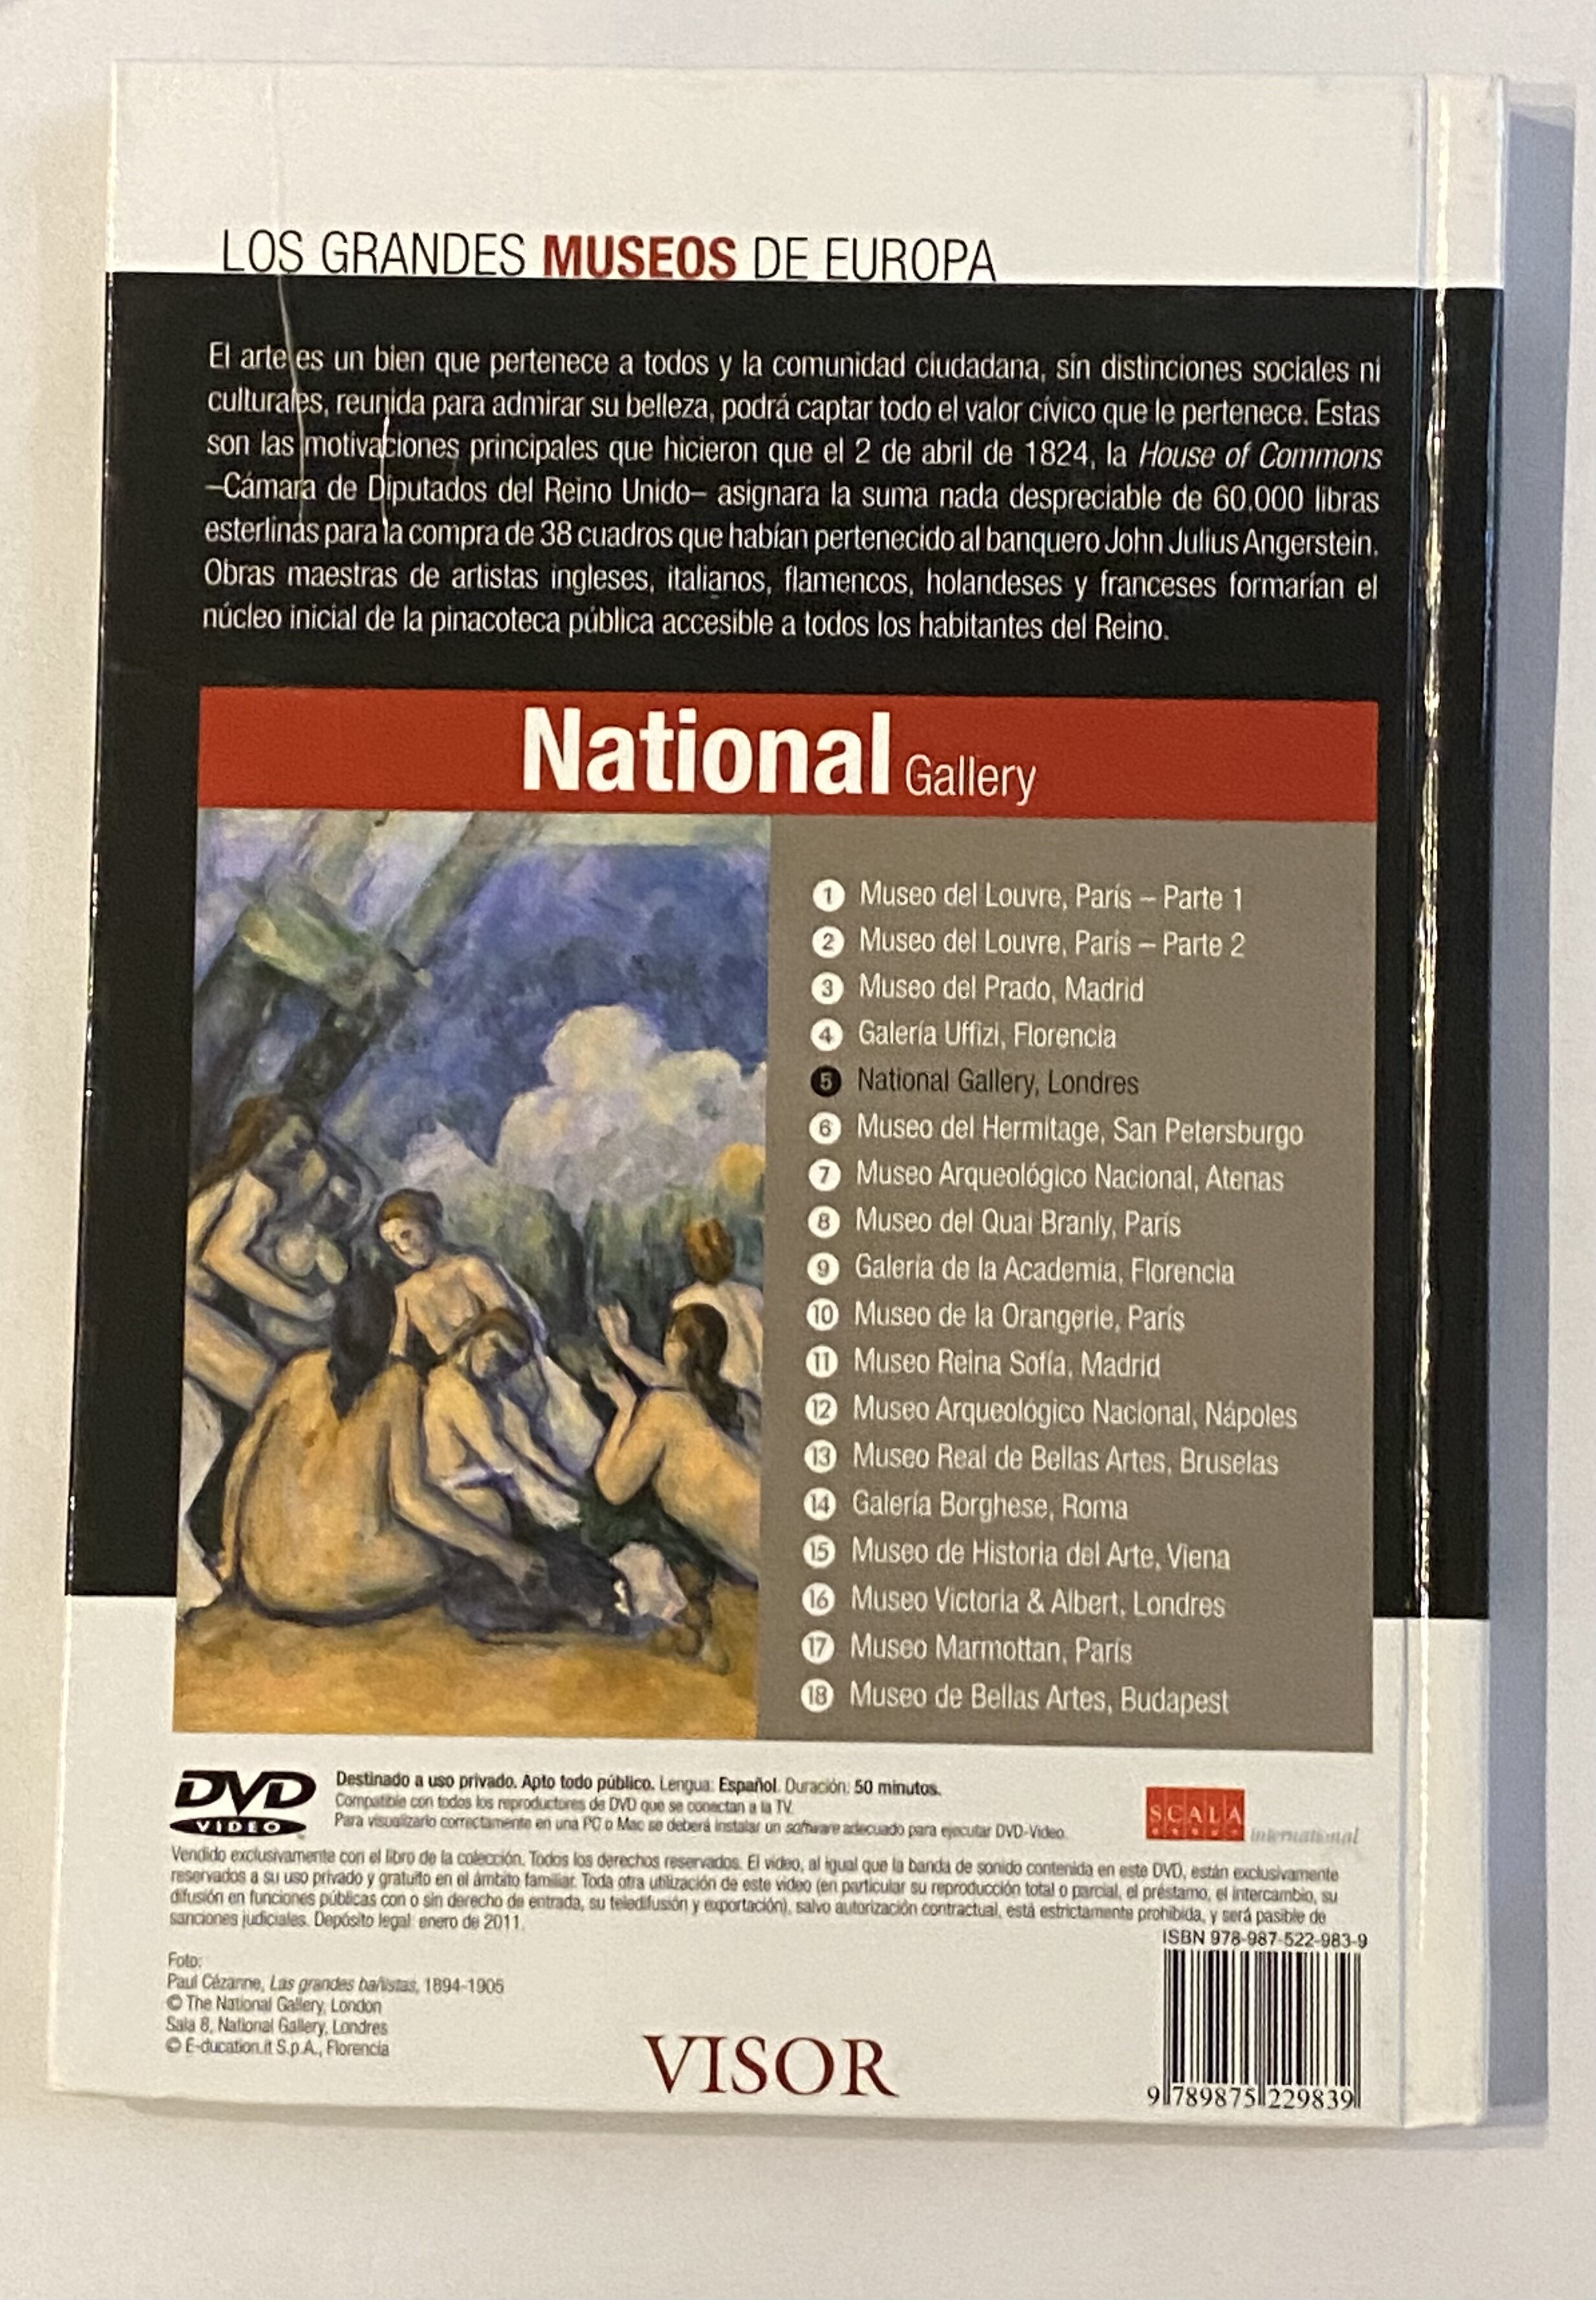 LOS GRANDES MUSEOS DE EUROPA
El arte es un bien que pertenece a todos y la comunidad ciudadana, sin distinciones sociales ni
culturales, reunida para admirar su belleza, podrá captar todo el valor cívico que le pertenece. Estas
son las motivaciones principales que hicieron que el 2 de abril de 1824, la House of Commons
–Cámara de Diputados del Reino Unido– asignara la suma nada despreciable de 60.000 libras
esterlinas para la compra de 38 cuadros que habían pertenecido al banquero John Julius Angerstein.
Obras maestras de artistas ingleses, italianos, flamencos, holandeses y franceses formarían el
núcleo inicial de la pinacoteca pública accesible a todos los habitantes del Reino.
National Gallery
1 Museo del Louvre, París – Parte 1
2 Museo del Louvre, París – Parte 2
3 Museo del Prado, Madrid
4 Galería Uffizi, Florencia
5 National Gallery, Londres
6 Museo del Hermitage, San Petersburgo
7 Museo Arqueológico Nacional, Atenas
8 Museo del Quai Branly, París
9 Galería de la Academia, Florencia
10 Museo de la Orangerie, París
11 Museo Reina Sofía, Madrid
12 Museo Arqueológico Nacional, Nápoles
13 Museo Real de Bellas Artes, Bruselas
14 Galería Borghese, Roma
15 Museo de Historia del Arte, Viena
16 Museo Victoria & Albert, Londres
17 Museo Marmottan, París
18 Museo de Bellas Artes, Budapest
DVD
VIDEO
Destinado a uso privado. Apto todo público. Lengua: Español. Duración: 50 minutos.
Compatible con todos los reproductores de DVD que se conectan a la TV.
Para visualizarlo correctamente en una PC o Mac se deberá instalar un software adecuado para ejecutar DVD-Video.
SCALA
international
Vendido exclusivamente con el libro de la colección. Todos los derechos reservados. El video, al igual que la banda de sonido contenida en este DVD, están exclusivamente
reservados a su uso privado y gratuito en el ámbito familiar. Toda otra utilización de este video (en particular su reproducción total o parcial, el préstamo, el intercambio, su
difusión en funciones públicas con o sin derecho de entrada, su teledifusión y exportación), salvo autorización contractual, está estrictamente prohibida, y será pasible de
sanciones judiciales. Depósito legal: enero de 2011.
ISBN 978-987-522-983-9
Foto:
Paul Cézanne, Las grandes bañistas, 1894-1905
© The National Gallery, London
Sala 8, National Gallery, Londres
© E-ducation.it S.p.A., Florencia
VISOR
9 789875 229839